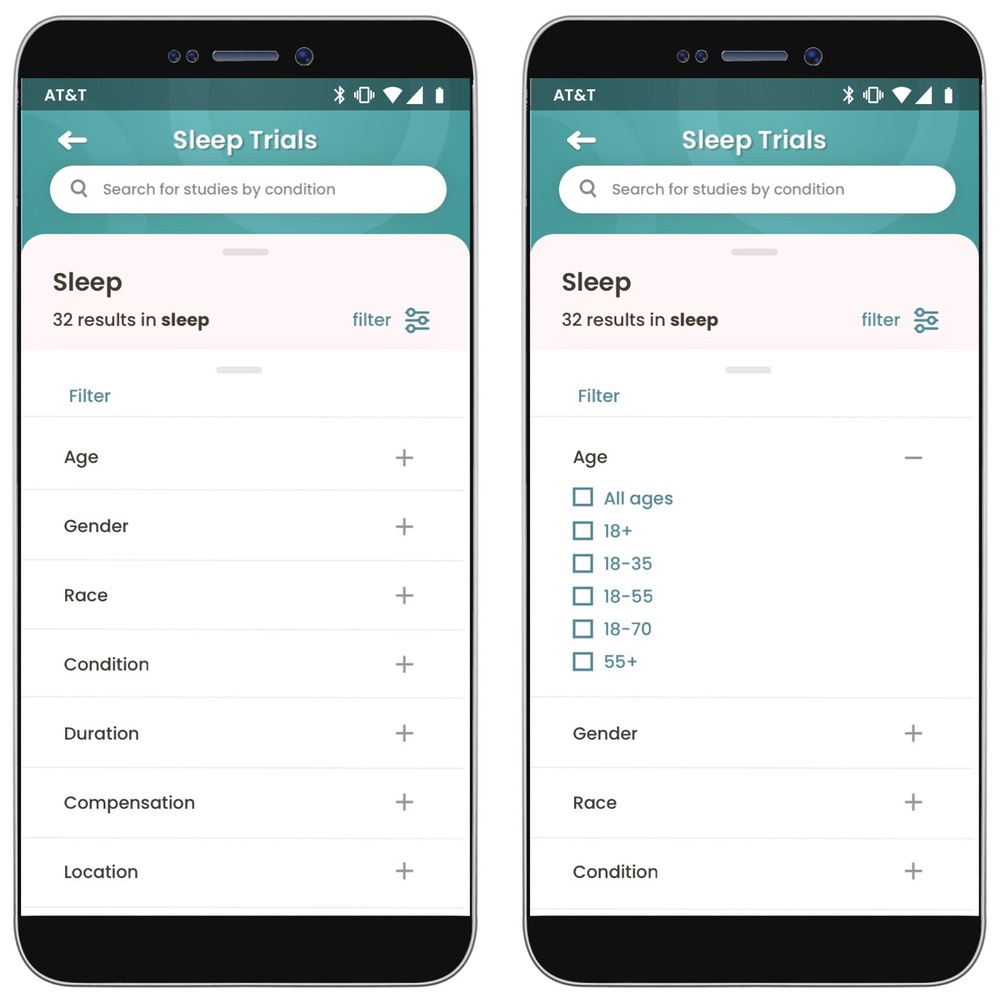 AT&T
Sleep Trials
Search for studies by condition
Sleep
32 results in sleep
filter
Filter
Age
Gender
Race
Condition
Duration
Compensation
Location
AT&T
Sleep Trials
Search for studies by condition
Sleep
32 results in sleep
filter
Filter
Age
All ages
18+
18-35
18-55
18-70
55+
Gender
Race
Condition